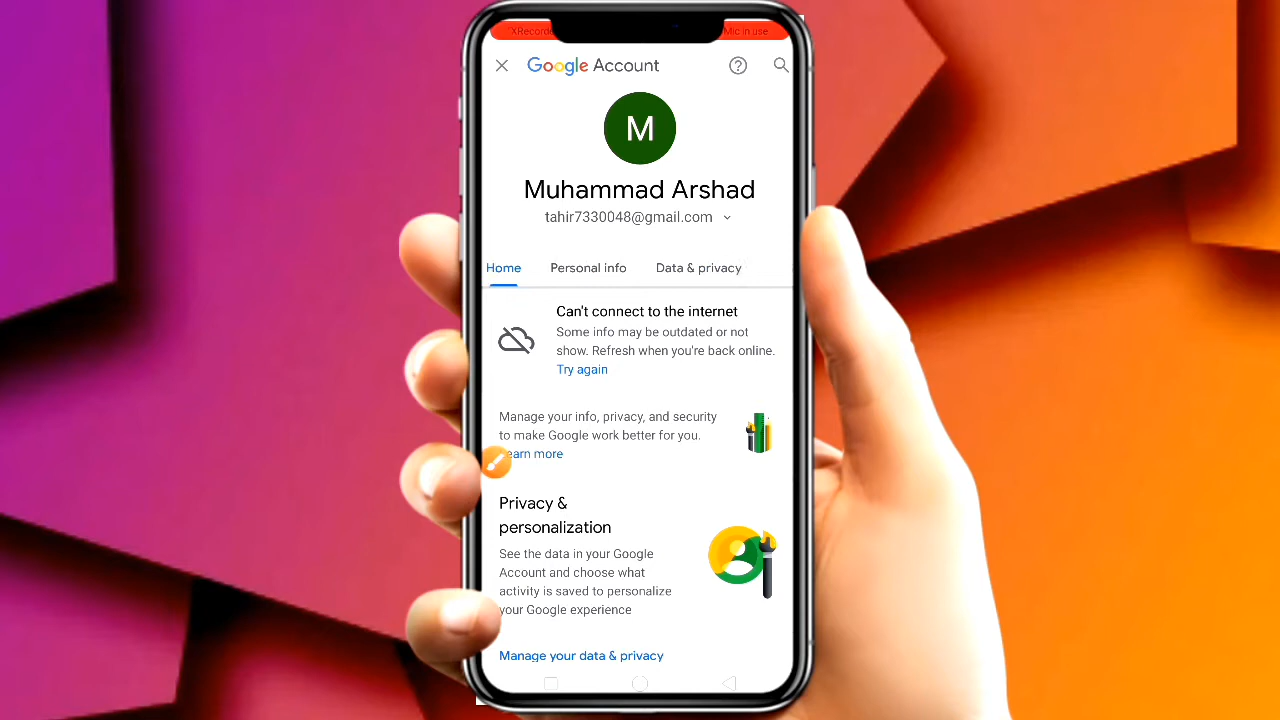 XRecorder Mic in use
Google Account
M
Muhammad Arshad
tahir7330048@gmail.com
Home Personal info Data & privacy
Can't connect to the internet
Some info may be outdated or not
show. Refresh when you're back online.
Try again
Manage your info, privacy, and security
to make Google work better for you.
earn more
Privacy &
personalization
See the data in your Google
Account and choose what
activity is saved to personalize
your Google experience
Manage your data & privacy